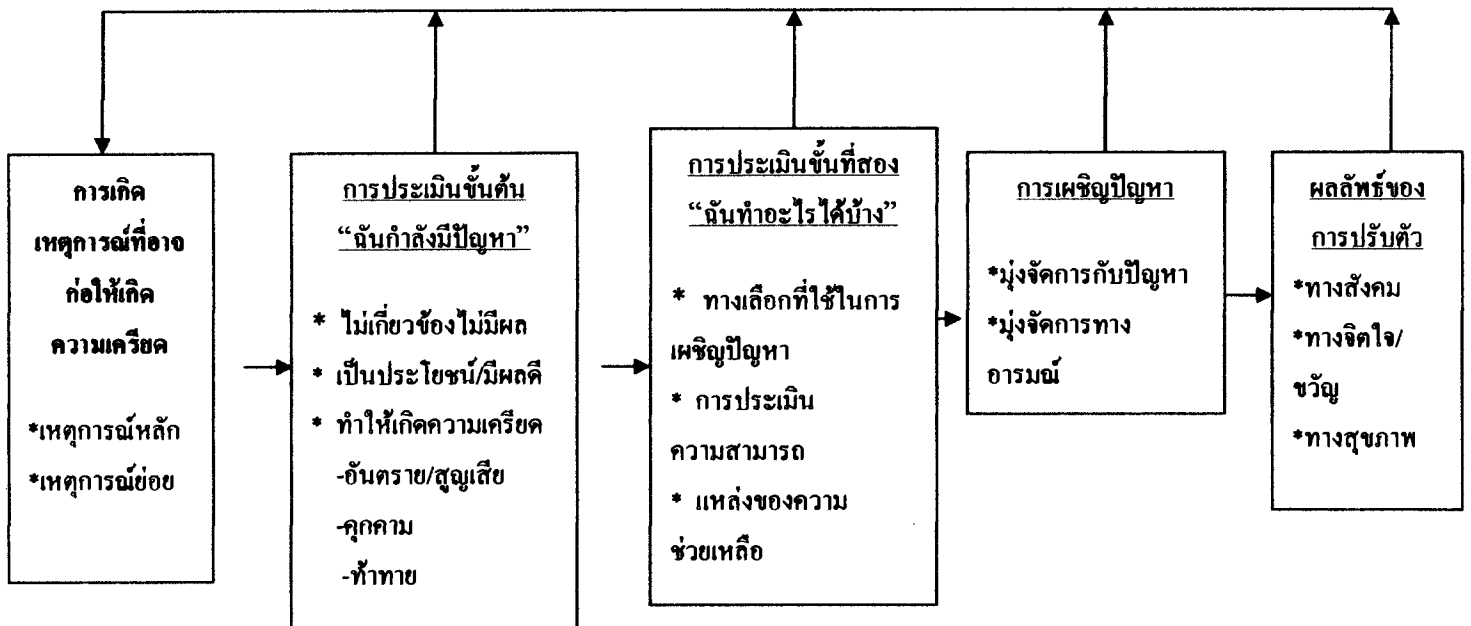 การเกิด
เหตุการณ์ที่อาจ
ก่อให้เกิด
ความเครียด
*เหตุการณ์หลัก
*เหตุการณ์ย่อย
การประเมินขั้นต้น
“ฉันกำลังมีปัญหา”
* ไม่เกี่ยวข้องไม่มีผล
* เป็นประโยชน์/มีผลดี
* ทำให้เกิดความเครียด
-อันตราย/สูญเสีย
-คุกคาม
-ท้าทาย
การประเมินขั้นที่สอง
“ฉันทำอะไรได้บ้าง”
* ทางเลือกที่ใช้ในการ
เผชิญปัญหา
* การประเมิน
ความสามารถ
* แหล่งของความ
ช่วยเหลือ
การเผชิญปัญหา
*มุ่งจัดการกับปัญหา
*มุ่งจัดการทาง
อารมณ์
ผลลัพธ์ของ
การปรับตัว
*ทางสังคม
*ทางจิตใจ/
ขวัญ
*ทางสุขภาพ